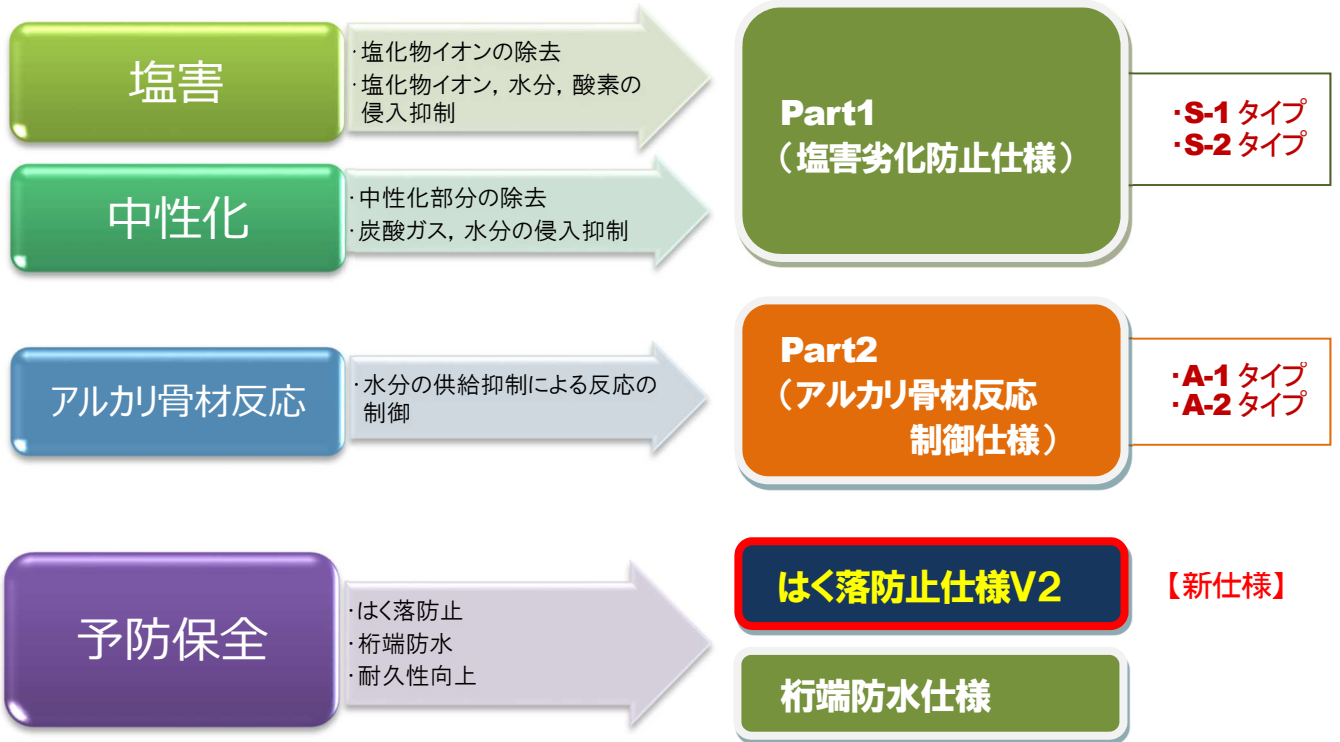 塩害
・塩化物イオンの除去
・塩化物イオン, 水分, 酸素の
侵入抑制
Part1
（塩害劣化防止仕様）
・S-1 タイプ
・S-2 タイプ
中性化
・中性化部分の除去
・炭酸ガス, 水分の侵入抑制
アルカリ骨材反応
・水分の供給抑制による反応の
制御
Part2
（アルカリ骨材反応
制御仕様）
・A-1 タイプ
・A-2 タイプ
予防保全
・はく落防止
・桁端防水
・耐久性向上
はく落防止仕様V2
【新仕様】
桁端防水仕様